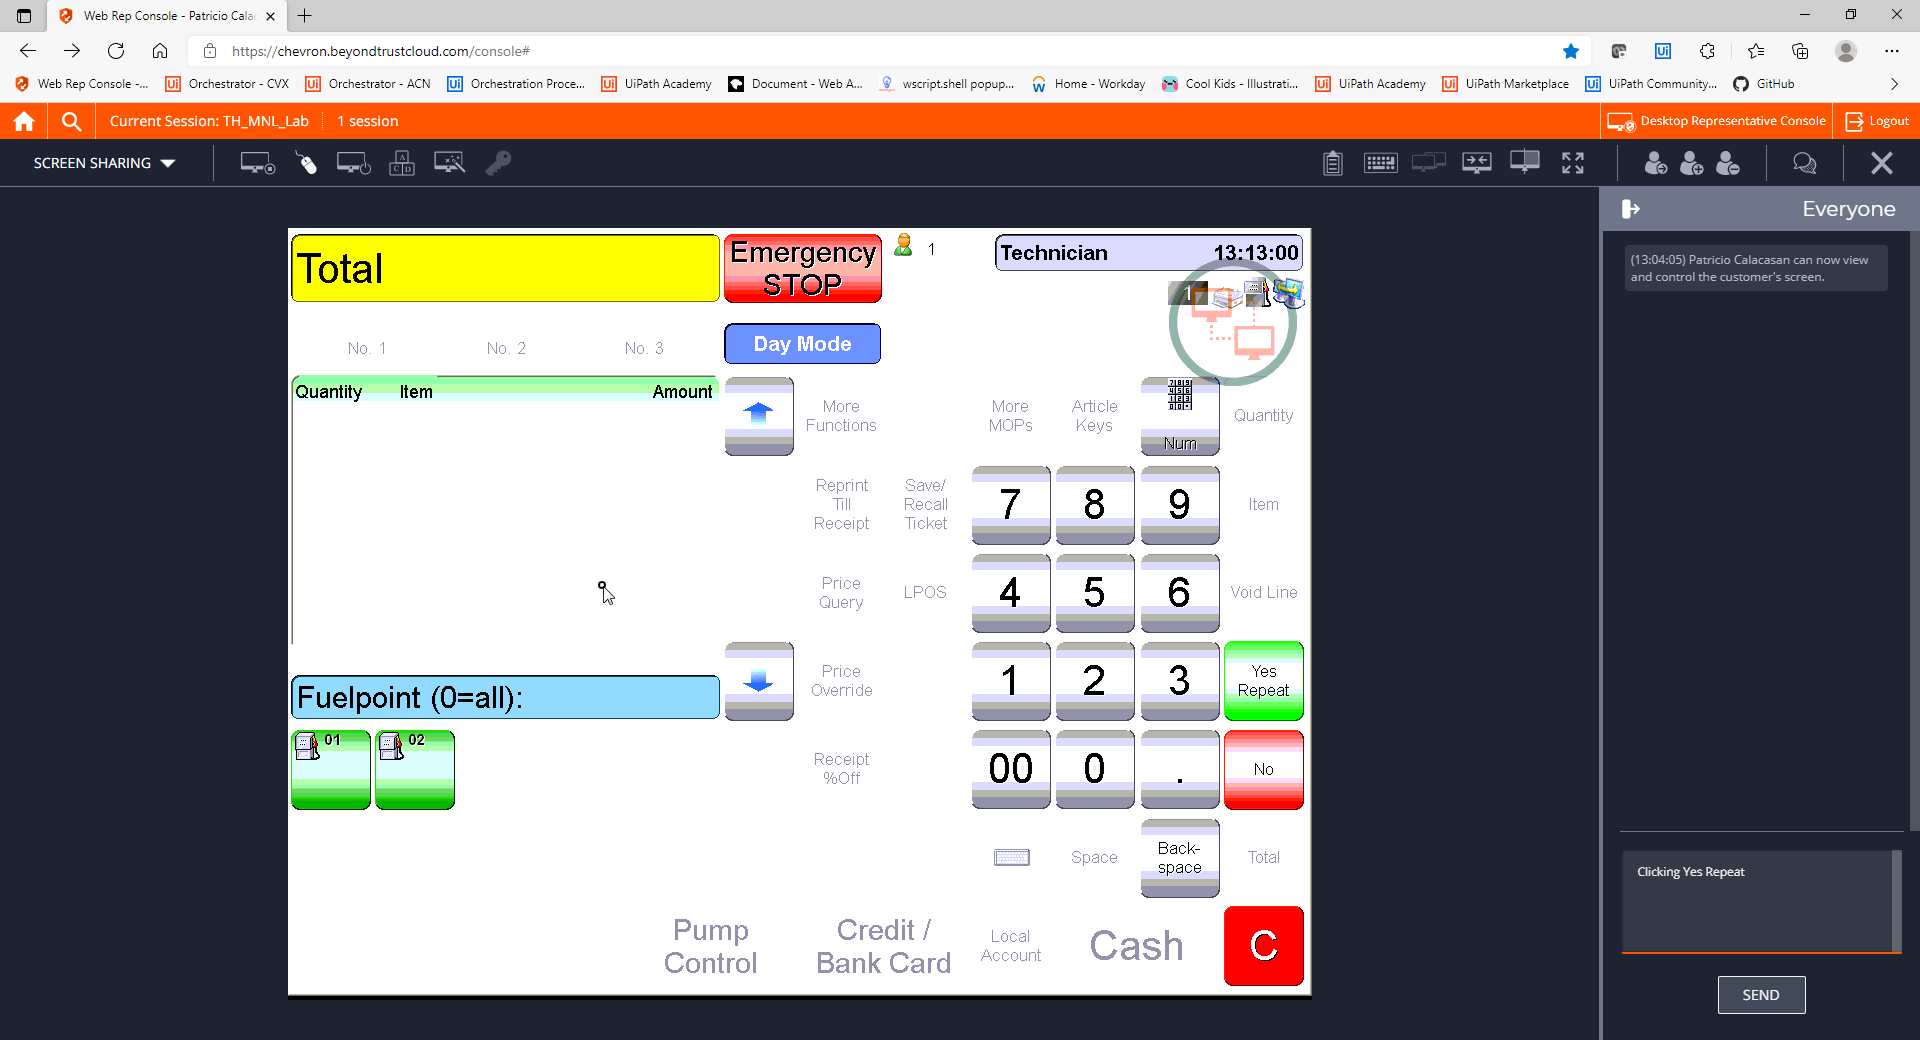 Web Rep Console - Patricio Cala
https://chevron.beyondtrustcloud.com/console#
Web Rep Console -...
Orchestrator - CVX
Orchestrator - ACN
Orchestration Proce...
UiPath Academy
Document - Web A...
wscript.shell popup...
Home - Workday
Cool Kids - Illustrati...
UiPath Academy
UiPath Marketplace
UiPath Community...
GitHub
Current Session: TH_MNL_Lab
1 session
Desktop Representative Console
Logout
SCREEN SHARING
Everyone
(13:04:05) Patricio Calacasan can now view
and control the customer's screen.
Total
Emergency
STOP
1
Technician
13:13:00
1
No. 1
No. 2
No. 3
Day Mode
Quantity
Item
Amount
More
Functions
More
MOPs
Article
Keys
Num
Quantity
Reprint
Till
Receipt
Save/
Recall
Ticket
7
8
9
Item
Price
Query
LPOS
4
5
6
Void Line
Fuelpoint (0=all):
Price
Override
1
2
3
Yes
Repeat
01
02
Receipt
%Off
00
0
.
No
Space
Back-
space
Total
Pump
Control
Credit /
Bank Card
Local
Account
Cash
C
Clicking Yes Repeat
SEND